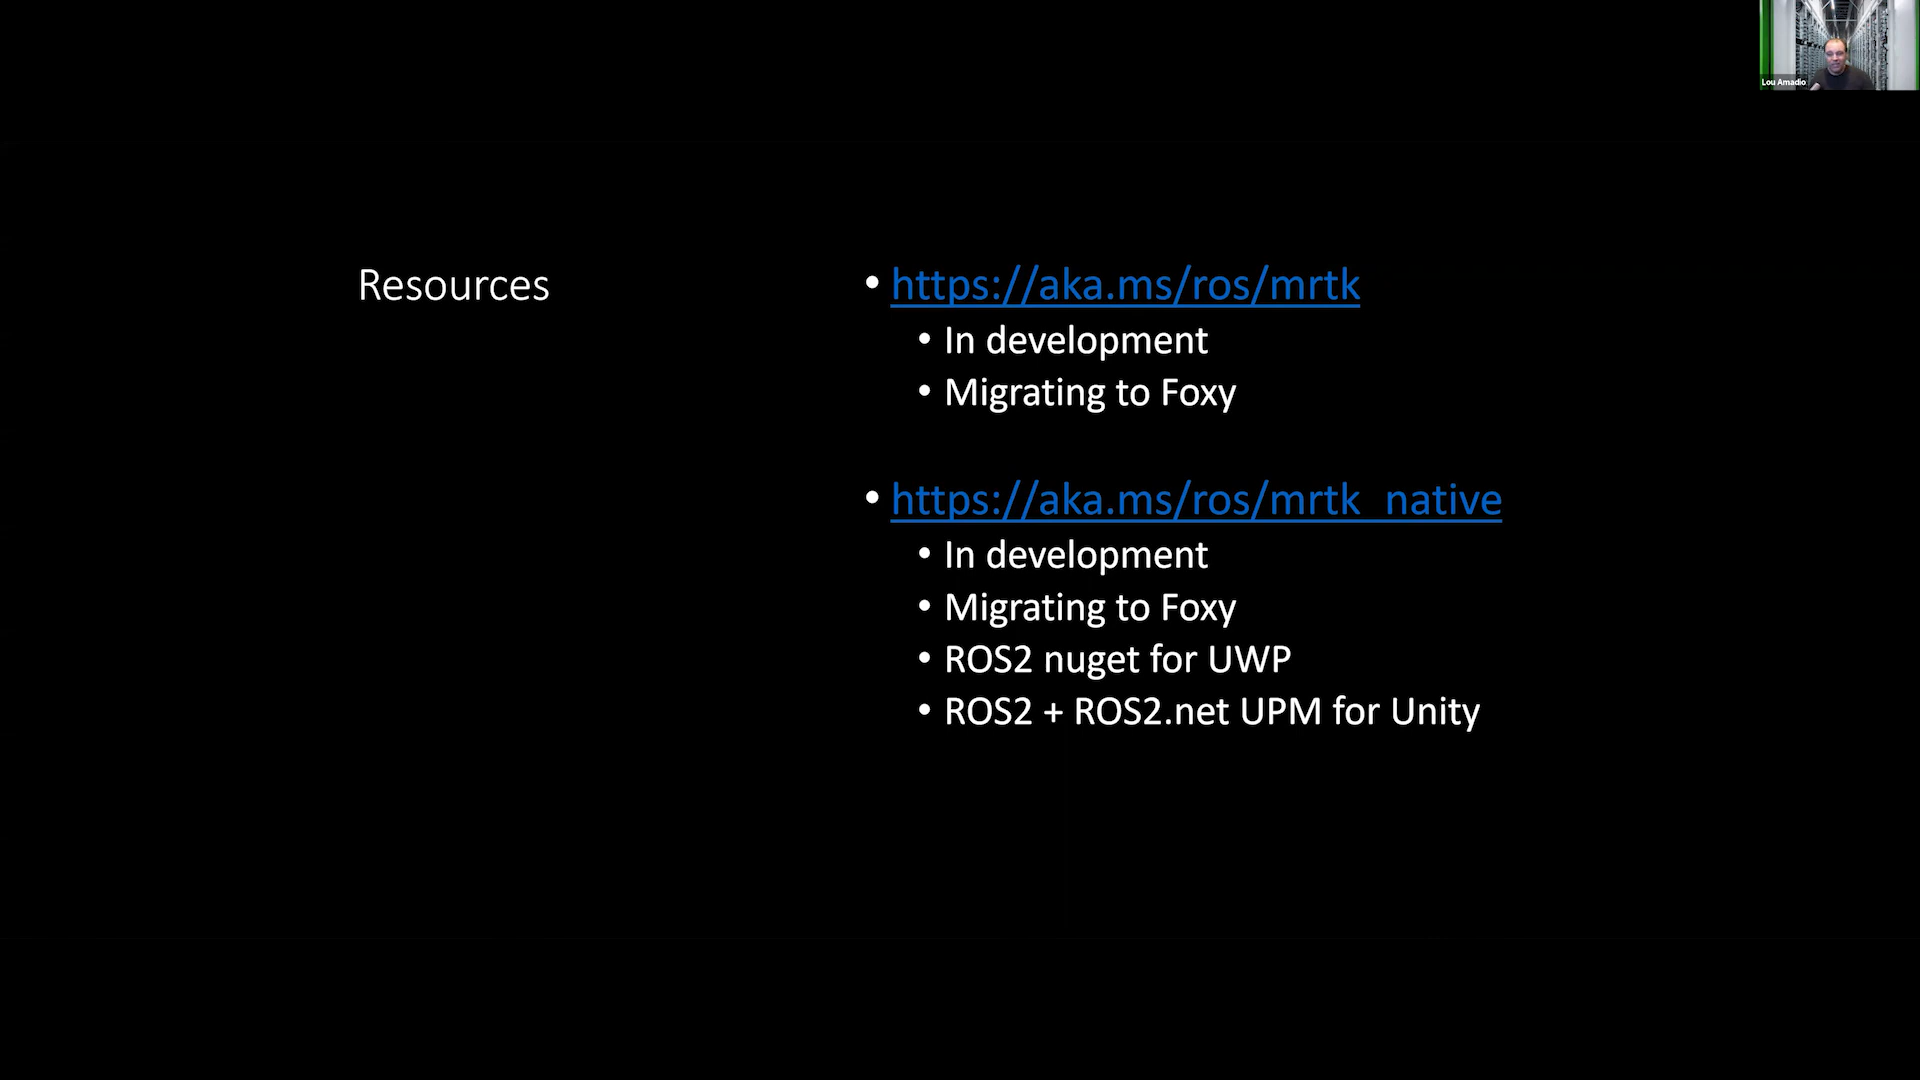 Lou Amadio
Resources
• https://aka.ms/ros/mrtk
• In development
• Migrating to Foxy
• https://aka.ms/ros/mrtk_native
• In development
• Migrating to Foxy
• ROS2 nuget for UWP
• ROS2 + ROS2.net UPM for Unity